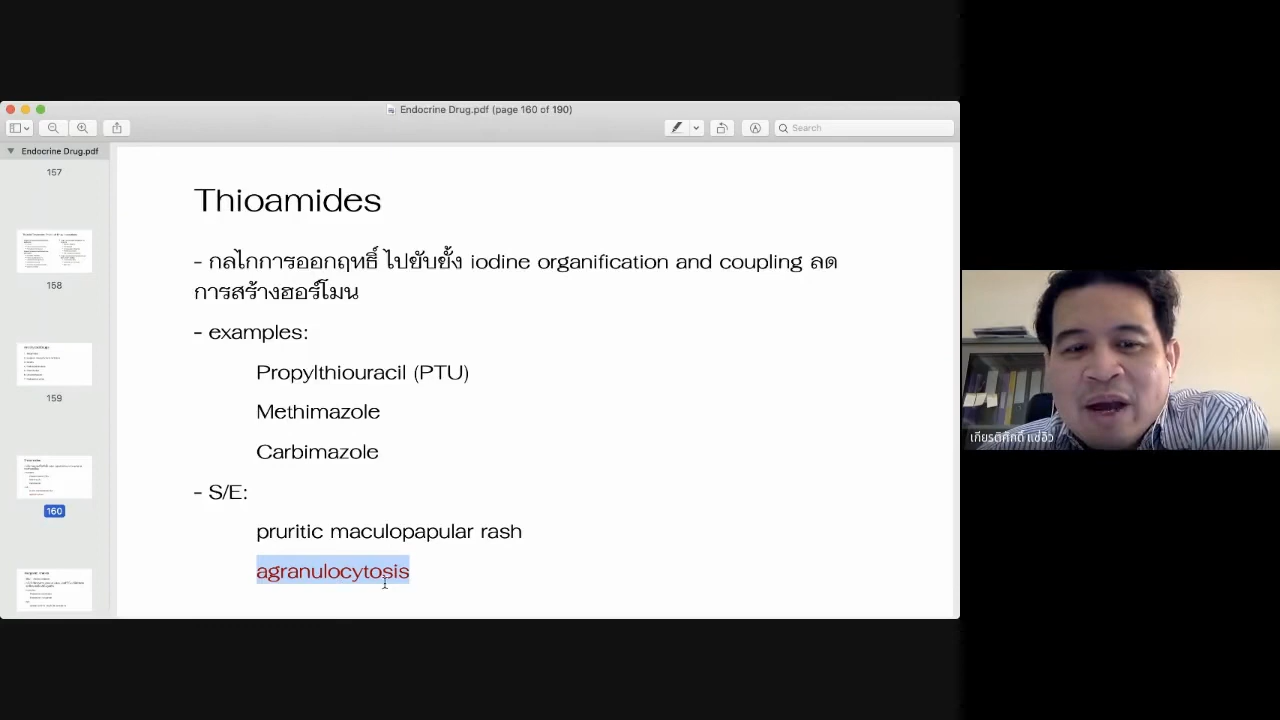 Endocrine Drug.pdf (page 160 of 190)
Search
Endocrine Drug.pdf
157
158
159
160
Thioamides
- กลไกการออกฤทธิ์ ไปยับยั้ง iodine organification and coupling ลด
การสร้างฮอร์โมน
- examples:
Propylthiouracil (PTU)
Methimazole
Carbimazole
- S/E:
pruritic maculopapular rash
agranulocytosis
เกียรติศักดิ์ แซ่อิว